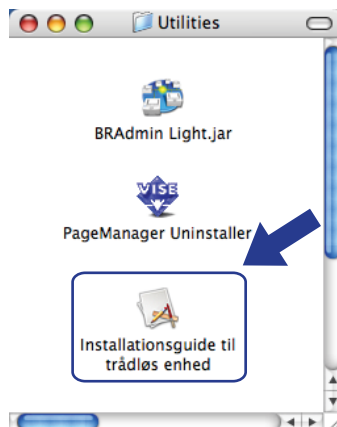 Utilities
BRAdmin Light.jar
VISE
PageManager Uninstaller
Installationsguide til
trådløs enhed